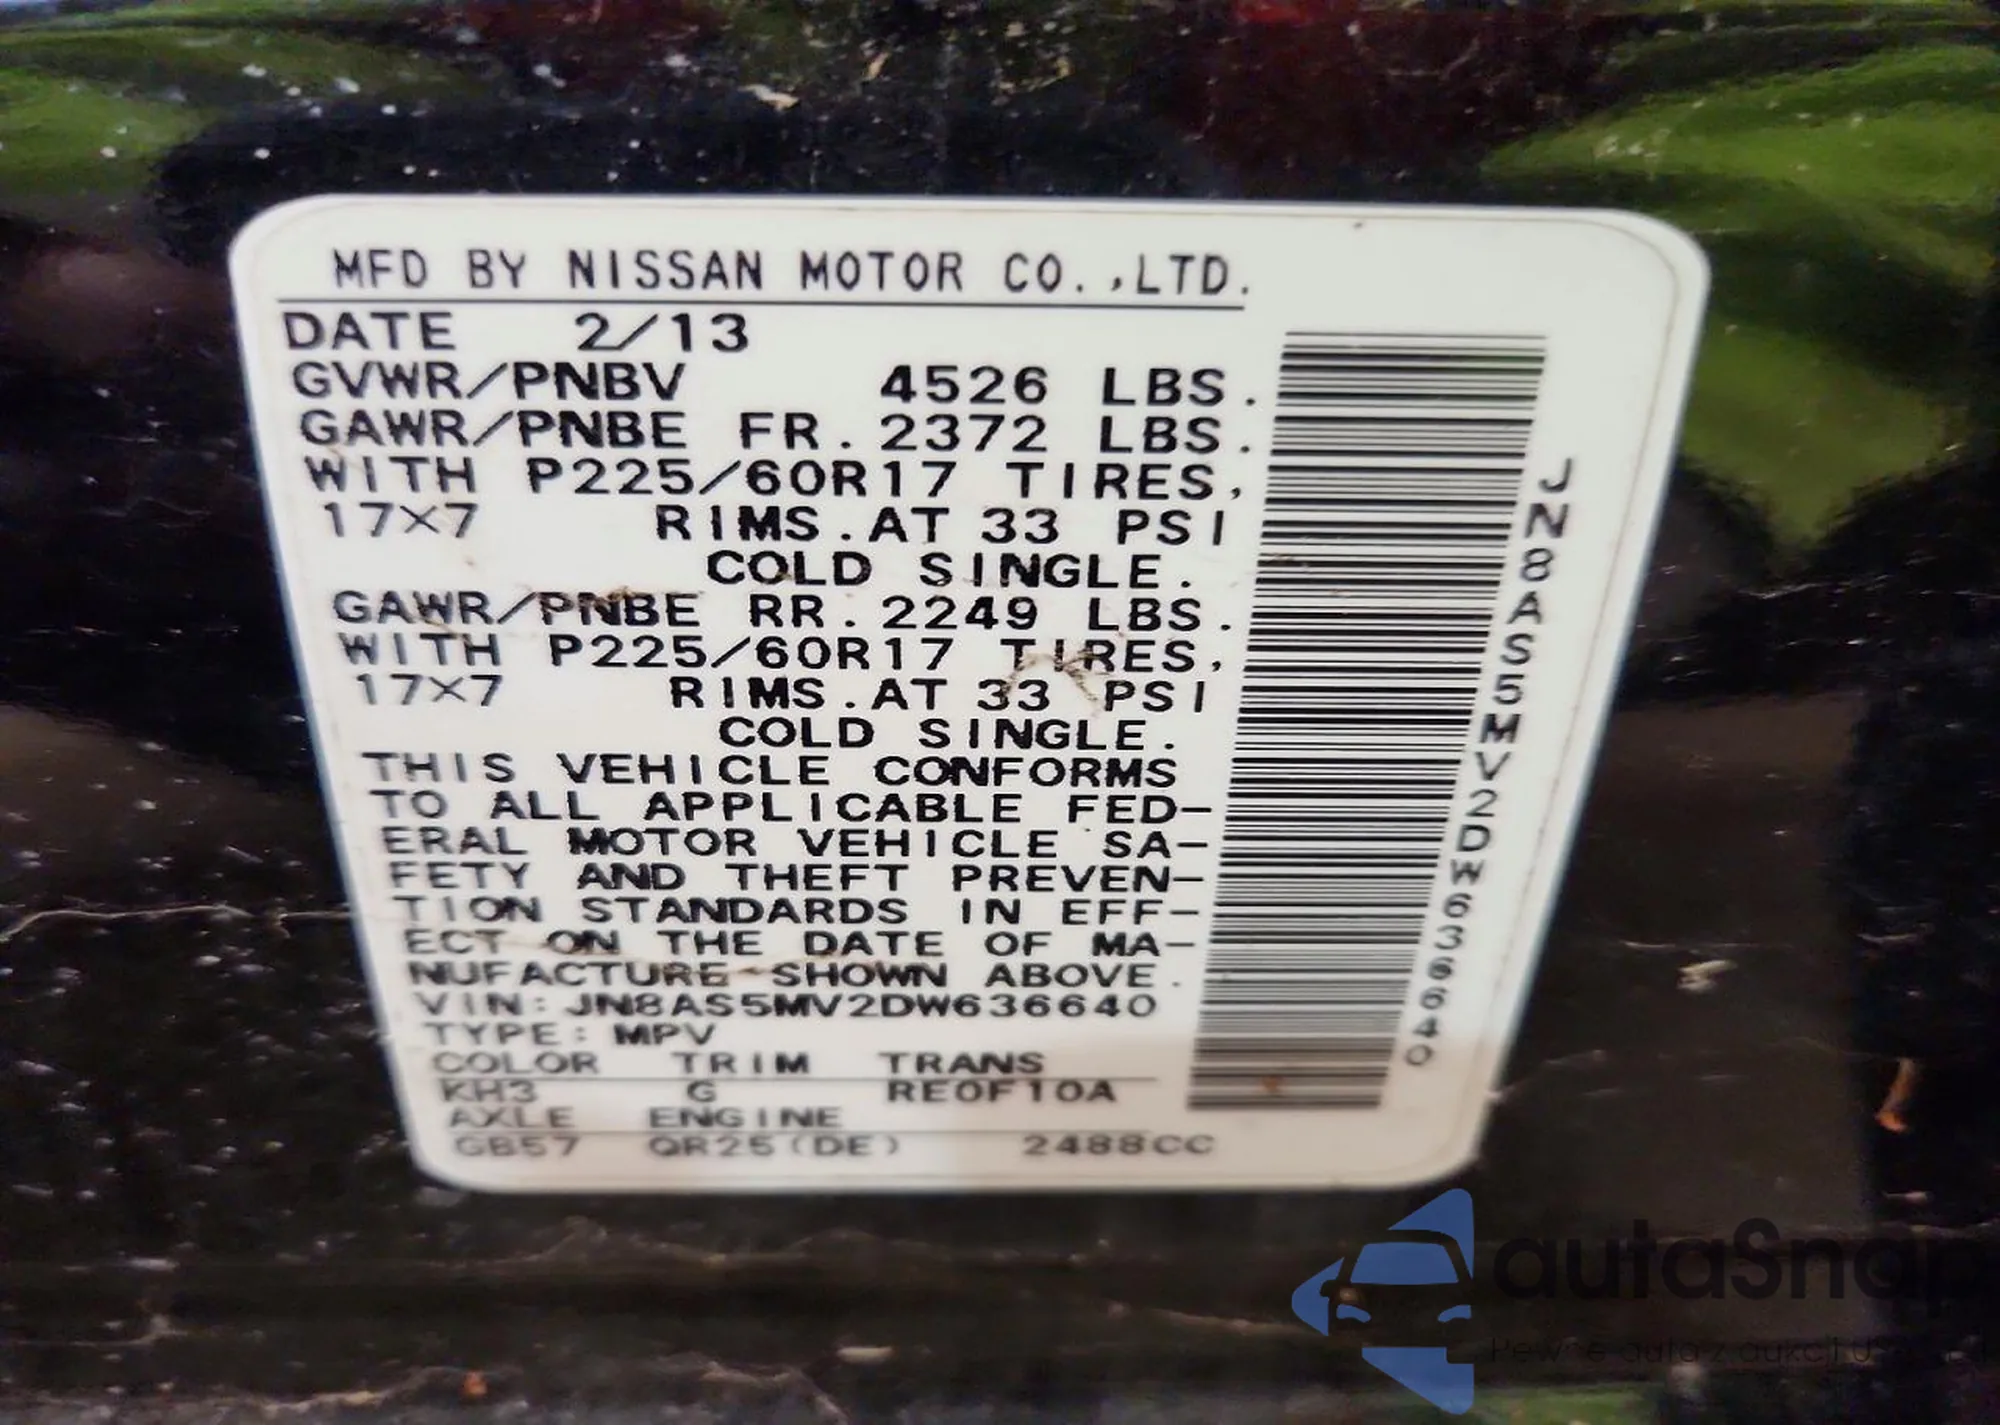 MFD BY NISSAN MOTOR CO.,LTD.
DATE 2/13
GVWR/PNBV 4526 LBS.
GAWR/PNBE FR. 2372 LBS.
WITH P225/60R17 TIRES,
17×7 RIMS.AT 33 PSI
COLD SINGLE.
GAWR/PNBE RR. 2249 LBS.
WITH P225/60R17 TIRES,
17×7 RIMS.AT 33 PSI
COLD SINGLE.
THIS VEHICLE CONFORMS
TO ALL APPLICABLE FED-
ERAL MOTOR VEHICLE SA-
FETY AND THEFT PREVEN-
TION STANDARDS IN EFF-
ECT ON THE DATE OF MA-
NUFACTURE SHOWN ABOVE.
VIN: JN8AS5MV2DW636640
TYPE: MPV
COLOR TRIM TRANS
KH3 G RE0F10A
AXLE ENGINE
GB57 QR25(DE) 2488CC
JN8AS5MV2DW636640
autaSnap
Pewne auta z aukcji